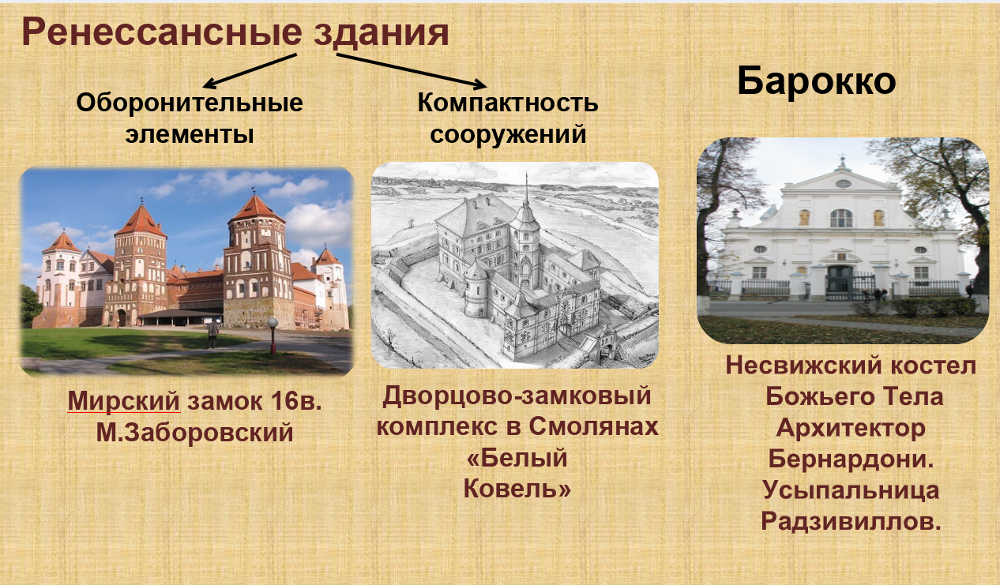 Ренессансные здания
Оборонительные
элементы
Компактность
сооружений
Барокко
Мирский замок 16в.
М.Заборовский
Дворцово-замковый
комплекс в Смолянах
«Белый
Ковель»
Несвижский костел
Божьего Тела
Архитектор
Бернардони.
Усыпальница
Радзивиллов.